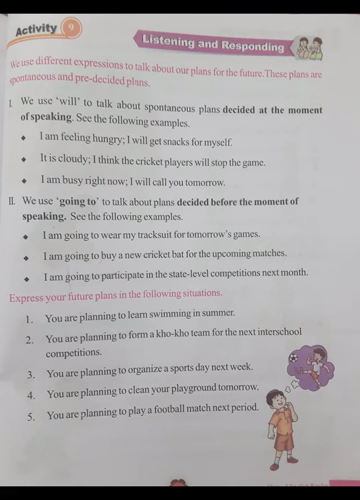 Activity 9
Listening and Responding
We use different expressions to talk about our plans for the future. These plans are
spontaneous and pre-decided plans.
I. We use 'will' to talk about spontaneous plans decided at the moment
of speaking. See the following examples.
◆ I am feeling hungry; I will get snacks for myself.
◆ It is cloudy; I think the cricket players will stop the game.
◆ I am busy right now; I will call you tomorrow.
II. We use 'going to' to talk about plans decided before the moment of
speaking. See the following examples.
◆ I am going to wear my tracksuit for tomorrow's games.
◆ I am going to buy a new cricket bat for the upcoming matches.
◆ I am going to participate in the state-level competitions next month.
Express your future plans in the following situations.
1. You are planning to learn swimming in summer.
2. You are planning to form a kho-kho team for the next interschool
competitions.
3. You are planning to organize a sports day next week.
4. You are planning to clean your playground tomorrow.
5. You are planning to play a football match next period.